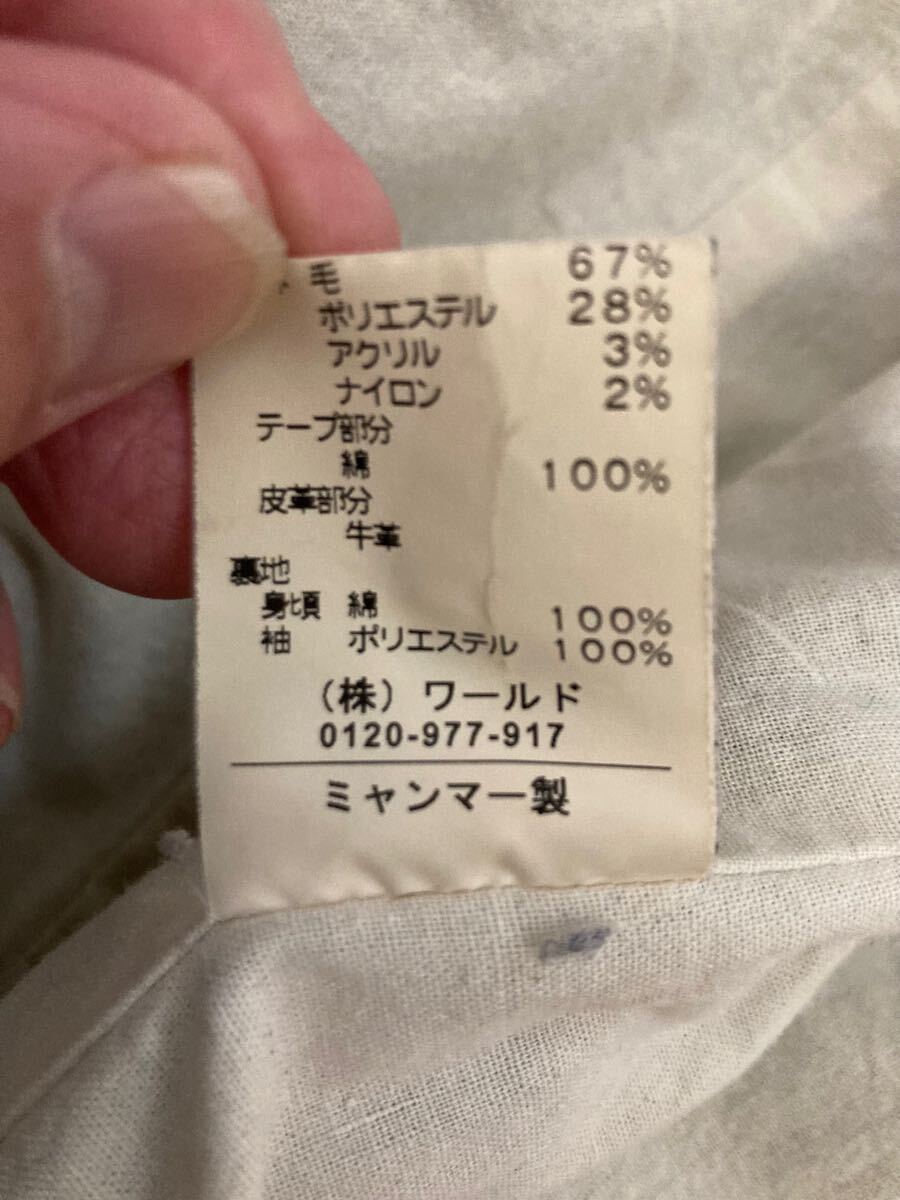 毛 67%
ポリエステル 28%
アクリル 3%
ナイロン 2%
テープ部分
綿 100%
皮革部分
牛革
裏地
身頃 綿 100%
袖 ポリエステル 100%
(株) ワールド
0120-977-917
ミャンマー製